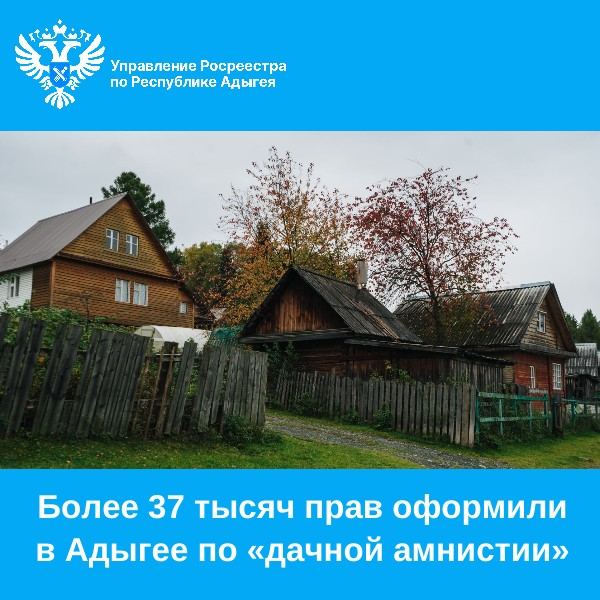 Управление Росреестра
по Республике Адыгея
Более 37 тысяч прав оформили
в Адыгее по «дачной амнистии»